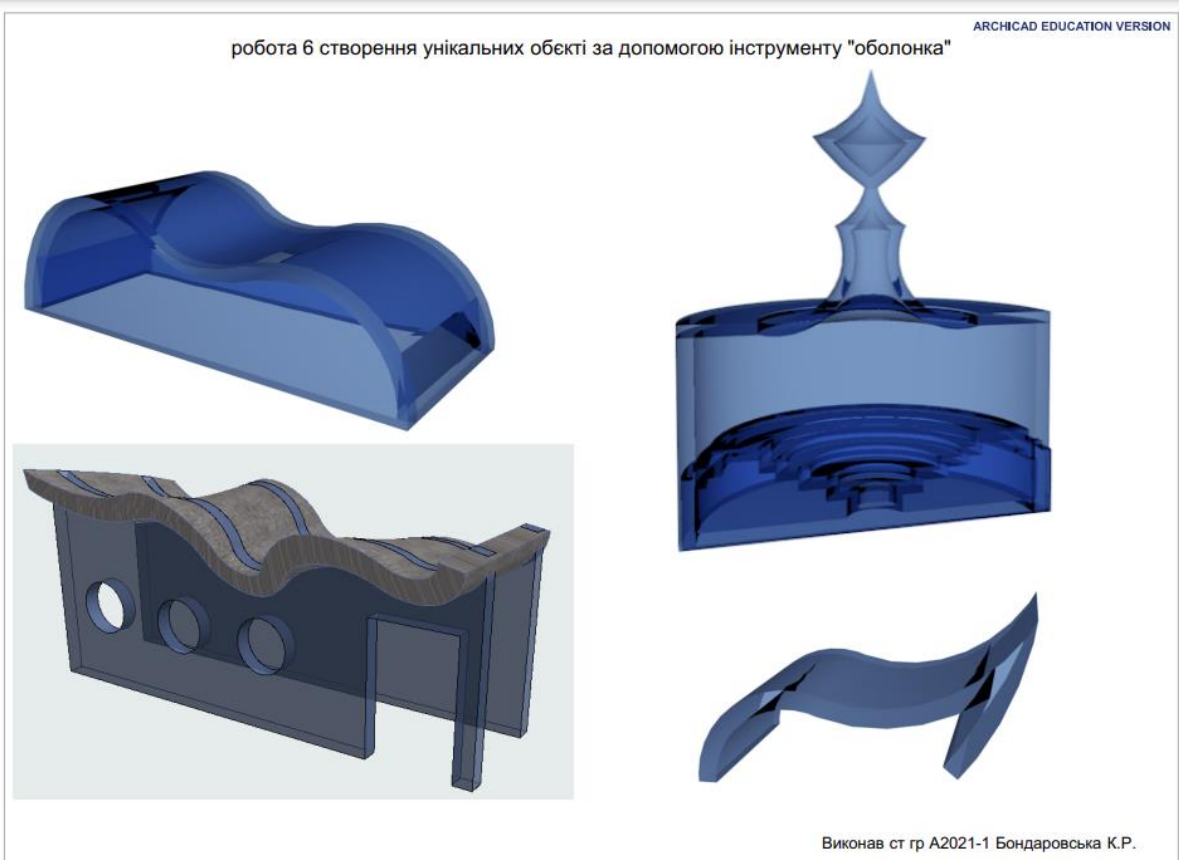 ARCHICAD EDUCATION VERSION
робота 6 створення унікальних обєкті за допомогою інструменту "оболонка"
Виконав ст гр А2021-1 Бондаровська К.Р.